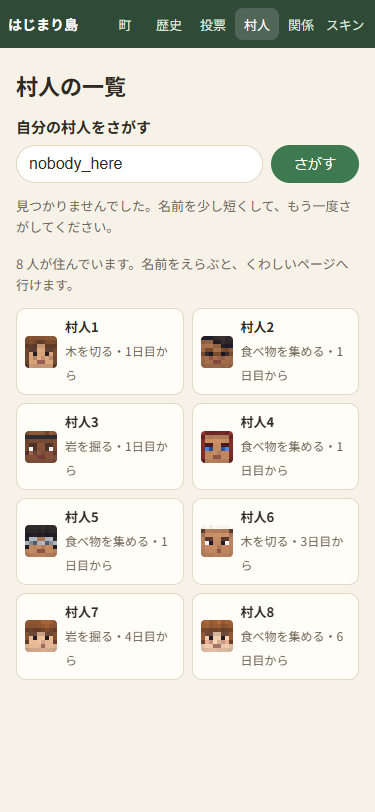 はじまり島 町 歴史 投票 村人 関係 スキン
村人の一覧
自分の村人をさがす
nobody_here さがす
見つかりませんでした。名前を少し短くして、もう一度さ
がしてください。
8 人が住んでいます。名前をえらぶと、くわしいページへ
行けます。
村人1
木を切る・1日目か
ら
村人2
食べ物を集める・1
日目から
村人3
岩を掘る・1日目か
ら
村人4
食べ物を集める・1
日目から
村人5
食べ物を集める・1
日目から
村人6
木を切る・3日目か
ら
村人7
岩を掘る・4日目か
ら
村人8
食べ物を集める・6
日目から